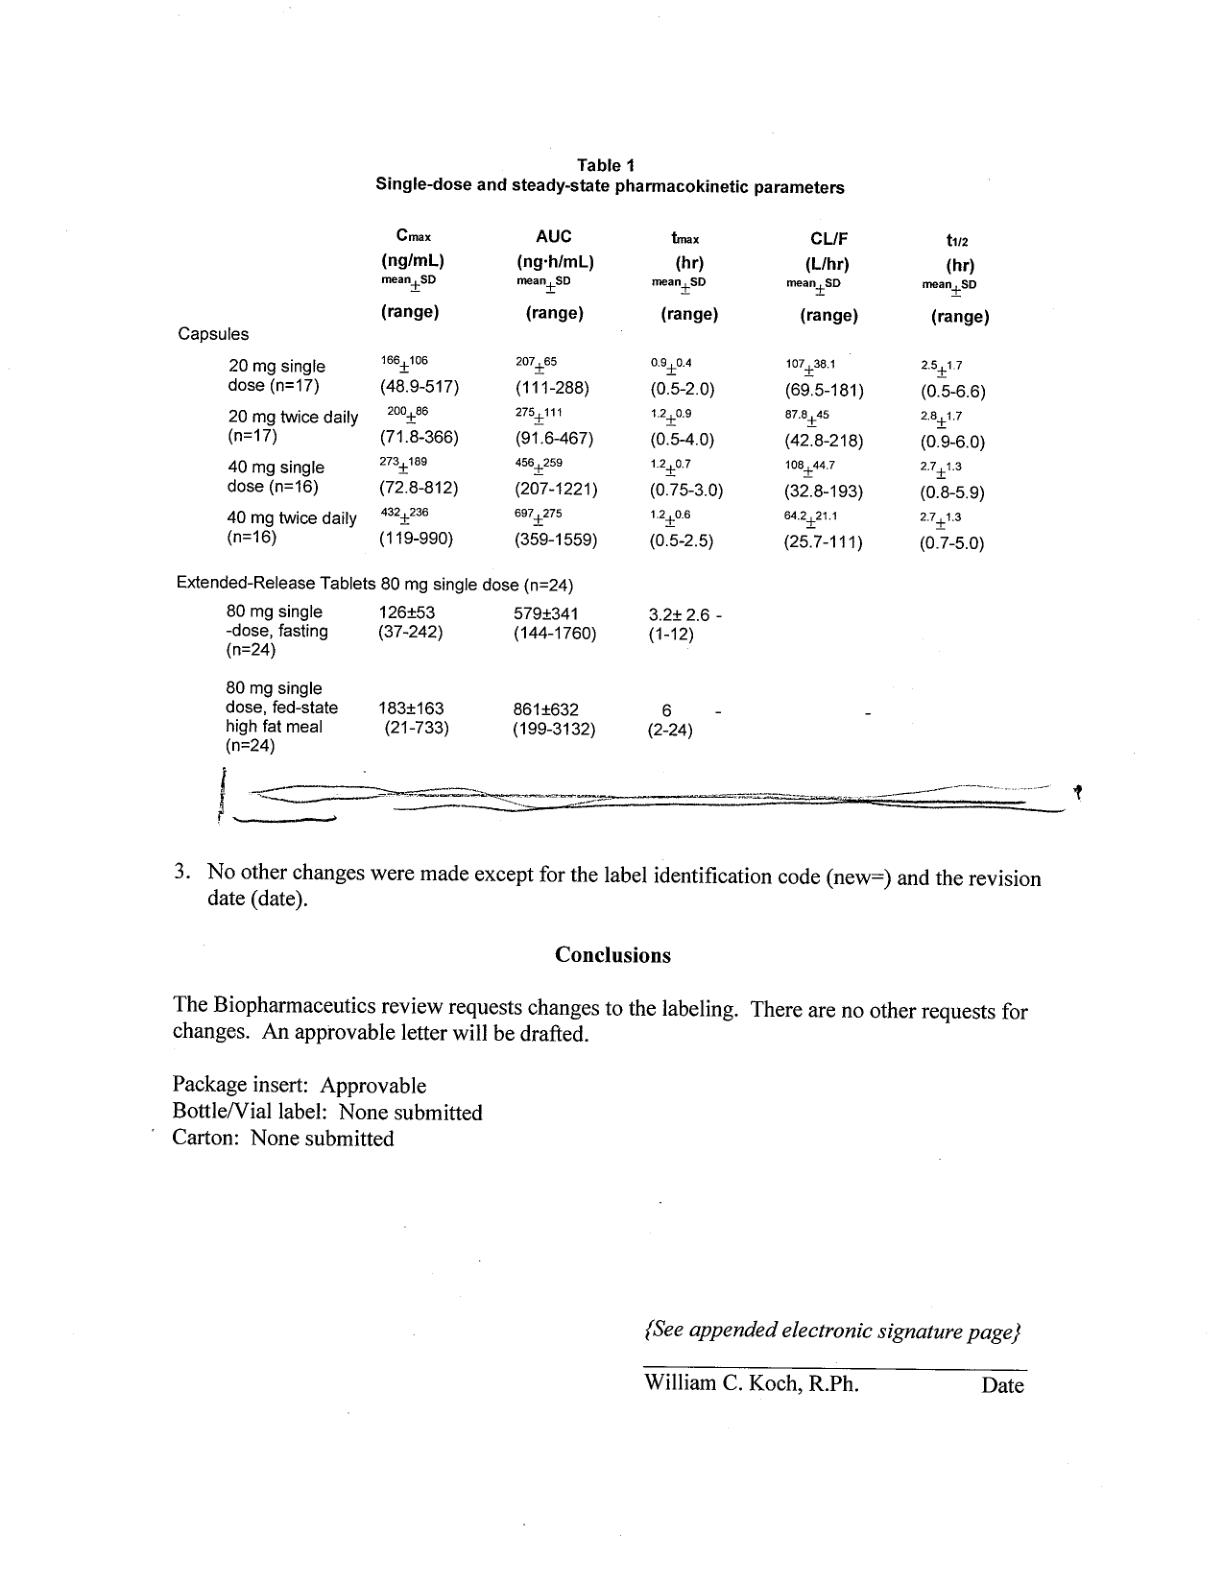 Table 1
Single-dose and steady-state pharmacokinetic parameters
Cmax AUC tmax CL/F t1/2
(ng/mL) (ng·h/mL) (hr) (L/hr) (hr)
mean±SD mean±SD mean±SD mean±SD mean±SD
(range) (range) (range) (range) (range)
Capsules
20 mg single 166±106 207±65 0.9±0.4 107±38.1 2.5±1.7
dose (n=17) (48.9-517) (111-288) (0.5-2.0) (69.5-181) (0.5-6.6)
20 mg twice daily 200±86 275±111 1.2±0.9 87.8±45 2.8±1.7
(n=17) (71.8-366) (91.6-467) (0.5-4.0) (42.8-218) (0.9-6.0)
40 mg single 273±189 456±259 1.2±0.7 108±44.7 2.7±1.3
dose (n=16) (72.8-812) (207-1221) (0.75-3.0) (32.8-193) (0.8-5.9)
40 mg twice daily 432±236 697±275 1.2±0.6 64.2±21.1 2.7±1.3
(n=16) (119-990) (359-1559) (0.5-2.5) (25.7-111) (0.7-5.0)
Extended-Release Tablets 80 mg single dose (n=24)
80 mg single 126±53 579±341 3.2± 2.6 -
-dose, fasting (37-242) (144-1760) (1-12)
(n=24)
80 mg single
dose, fed-state 183±163 861±632 6 - -
high fat meal (21-733) (199-3132) (2-24)
(n=24)
3. No other changes were made except for the label identification code (new=) and the revision
date (date).
Conclusions
The Biopharmaceutics review requests changes to the labeling. There are no other requests for
changes. An approvable letter will be drafted.
Package insert: Approvable
Bottle/Vial label: None submitted
Carton: None submitted
{See appended electronic signature page}
William C. Koch, R.Ph. Date